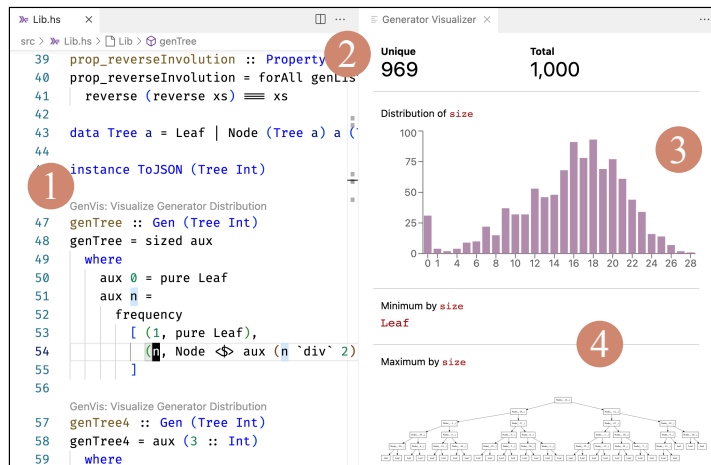 Lib.hs
Generator Visualizer
src > Lib.hs > Lib > genTree
39 prop_reverseInvolution :: Property
40 prop_reverseInvolution = forAll genLis
41 reverse (reverse xs) === xs
42
43 data Tree a = Leaf | Node (Tree a) a (
44
instance ToJSON (Tree Int)
GenVis: Visualize Generator Distribution
47 genTree :: Gen (Tree Int)
48 genTree = sized aux
49 where
50 aux 0 = pure Leaf
51 aux n =
52 frequency
53 [ (1, pure Leaf),
54 (n, Node <$> aux (n `div` 2)
55 ]
56
GenVis: Visualize Generator Distribution
57 genTree4 :: Gen (Tree Int)
58 genTree4 = aux (3 :: Int)
59 where
1
2
Unique
969
Total
1,000
Distribution of size
3
100
75
50
25
0
0 1 4 6 8 10 12 14 16 18 20 22 24 26 28
Minimum by size
Leaf
4
Maximum by size